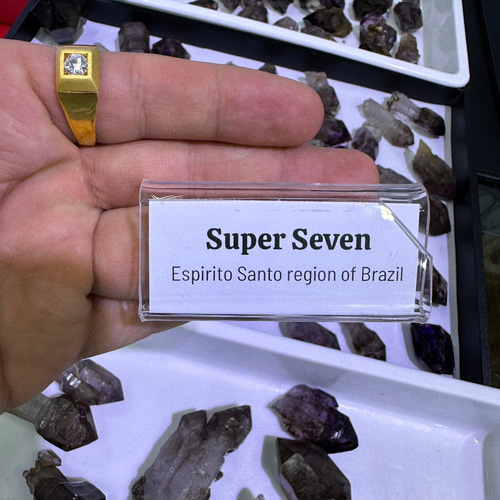 Super Seven
Espirito Santo region of Brazil